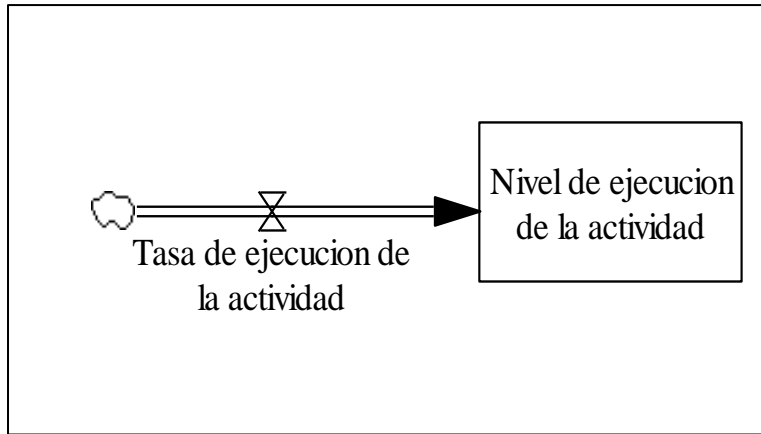 Nivel de ejecucion
de la actividad
Tasa de ejecucion de
la actividad